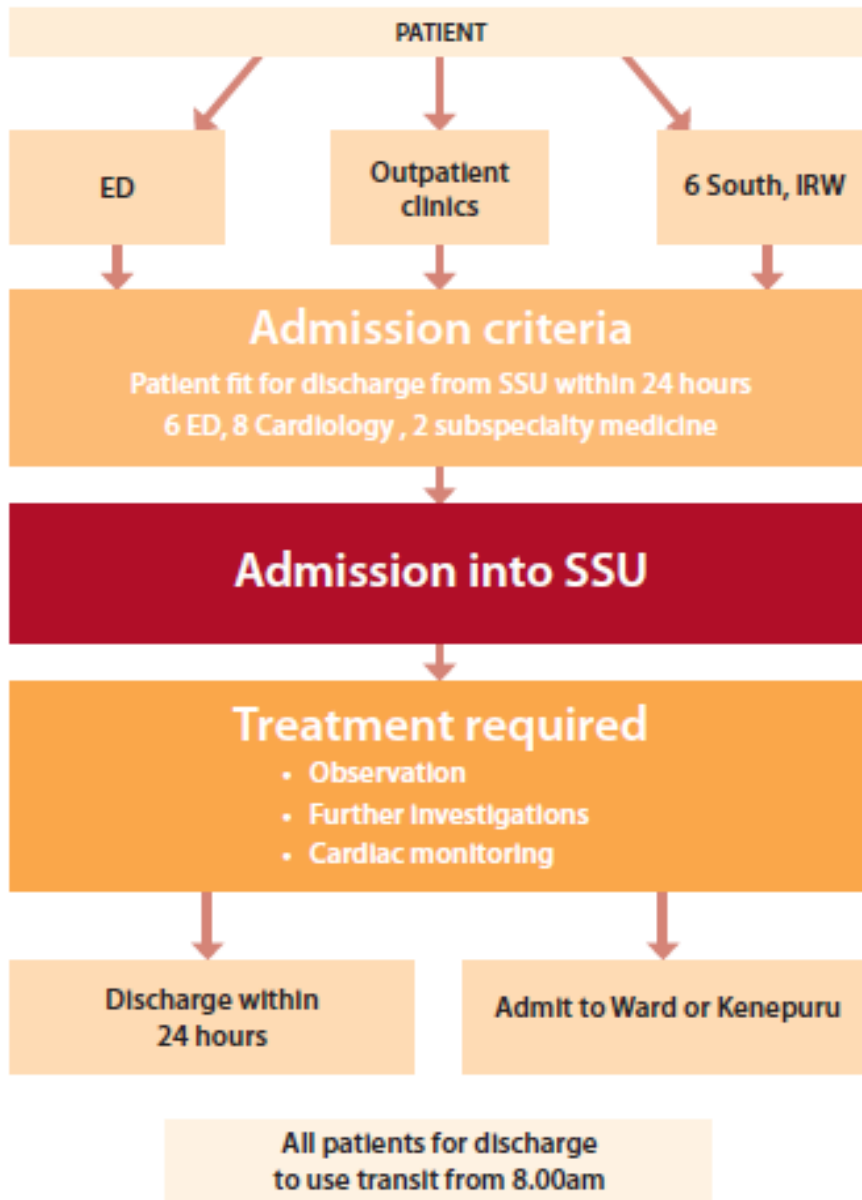 PATIENT
ED
Outpatient
clinics
6 South, IRW
Admission criteria
Patient fit for discharge from SSU within 24 hours
6 ED, 8 Cardiology , 2 subspecialty medicine
Admission into SSU
Treatment required
• Observation
• Further investigations
• Cardiac monitoring
Discharge within
24 hours
Admit to Ward or Kenepuru
All patients for discharge
to use transit from 8.00am